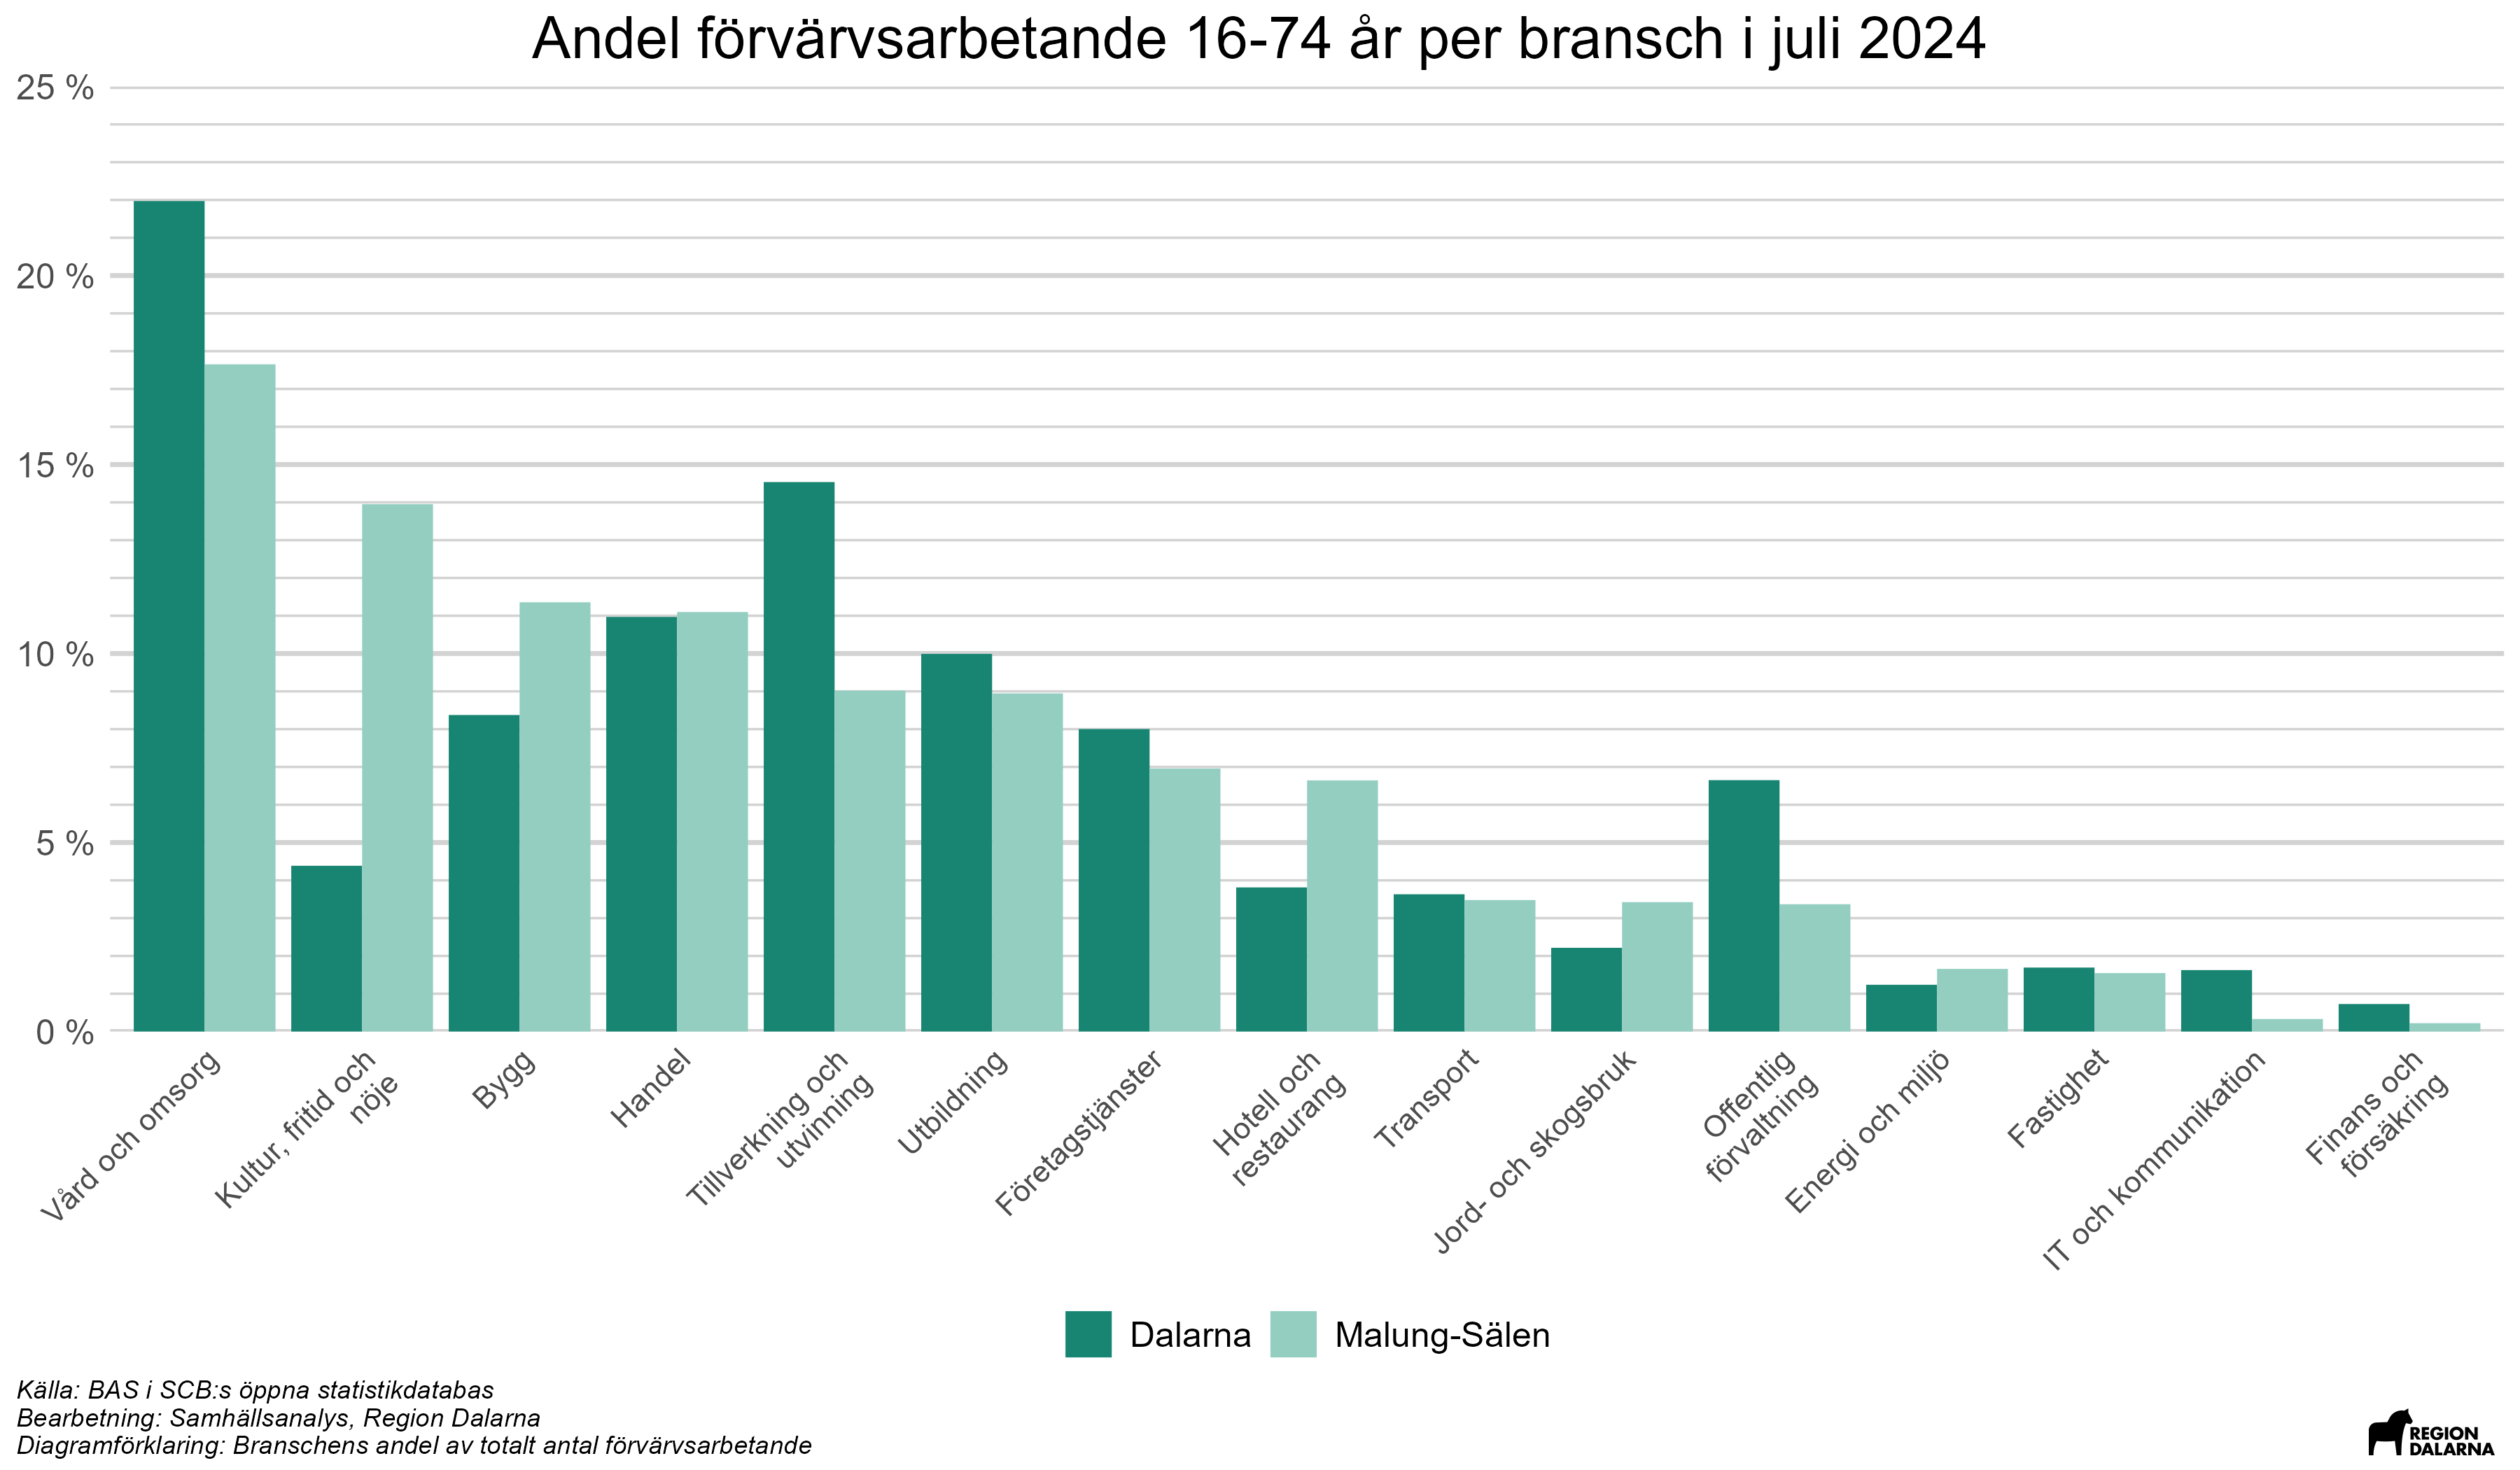 Andel förvärvsarbetande 16-74 år per bransch i juli 2024
25 %
20 %
15 %
10 %
5 %
0 %
Vård och omsorg
Kultur, fritid och
nöje
Bygg
Handel
Tillverkning och
utvinning
Utbildning
Företagstjänster
Hotell och
restaurang
Transport
Jord- och skogsbruk
Offentlig
förvaltning
Energi och miljö
Fastighet
IT och kommunikation
Finans och
försäkring
Dalarna
Malung-Sälen
Källa: BAS i SCB:s öppna statistikdatabas
Bearbetning: Samhällsanalys, Region Dalarna
Diagramförklaring: Branschens andel av totalt antal förvärvsarbetande
REGION
DALARNA